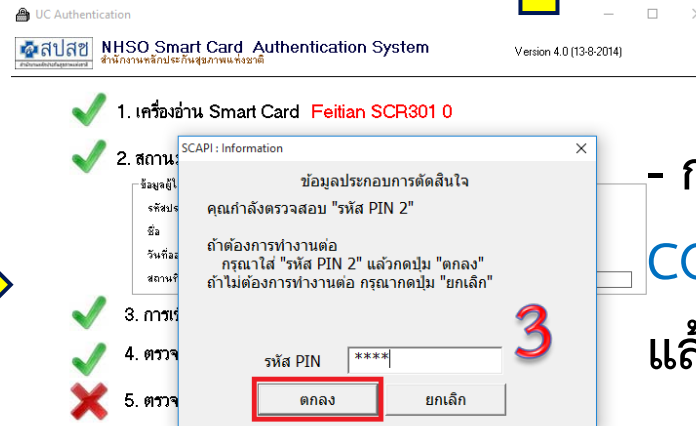 UC Authentication
สปสช NHSO Smart Card Authentication System
สำนักงานหลักประกันสุขภาพแห่งชาติ
Version 4.0 (13-8-2014)
1. เครื่องอ่าน Smart Card Feitian SCR301 0
2. สถานะ
SCAPI : Information
ข้อมูลประกอบการตัดสินใจ
คุณกำลังตรวจสอบ "รหัส PIN 2"
ถ้าต้องการทำงานต่อ
กรุณาใส่ "รหัส PIN 2" แล้วกดปุ่ม "ตกลง"
ถ้าไม่ต้องการทำงานต่อ กรุณากดปุ่ม "ยกเลิก"
รหัส PIN ****
3
ตกลง ยกเลิก
ข้อมูลผู้ใ
รหัสประ
ชื่อ
วันที่ออ
สถานที่
3. การเข
4. ตรวจ
5. ตรวจ
- ก
CO
แล้